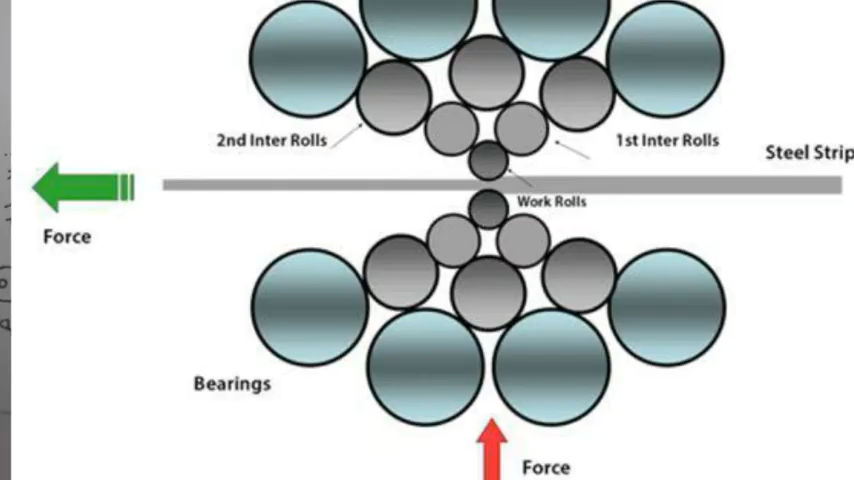 2nd Inter Rolls
1st Inter Rolls
Steel Strip
Work Rolls
Force
Bearings
Force